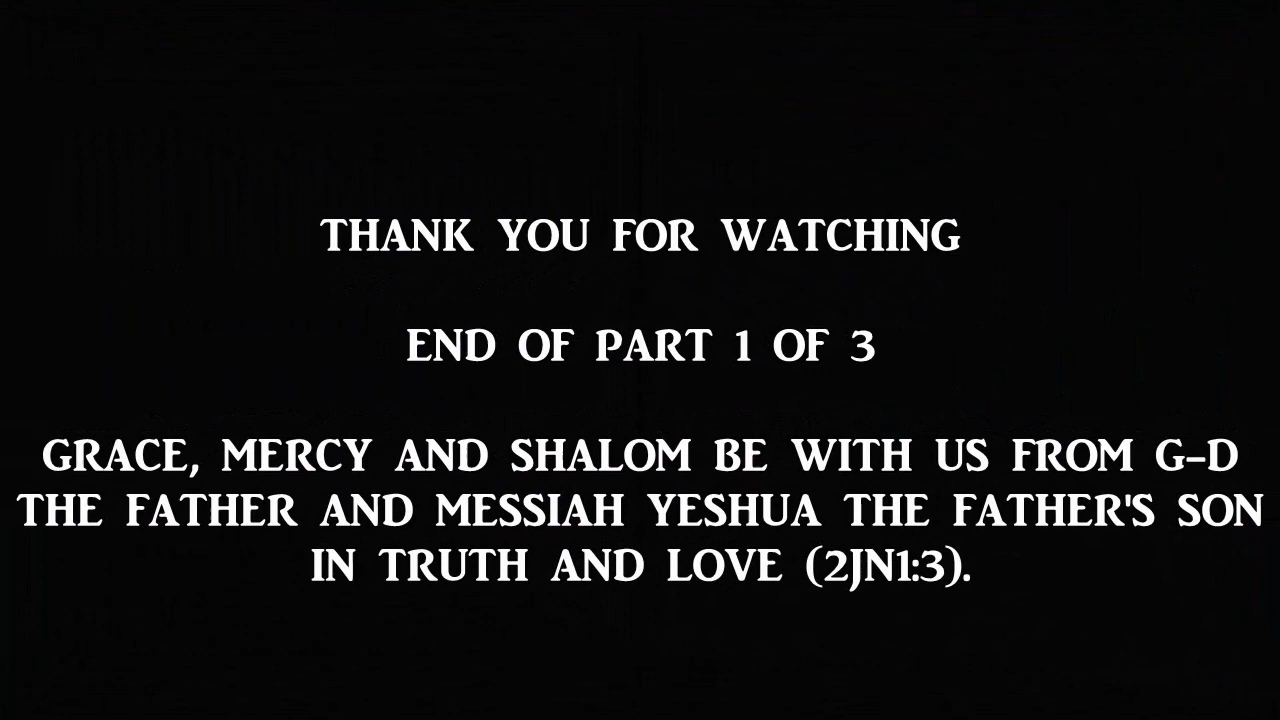 THANK YOU FOR WATCHING
END OF PART 1 OF 3
GRACE, MERCY AND SHALOM BE WITH US FROM G-D
THE FATHER AND MESSIAH YESHUA THE FATHER'S SON
IN TRUTH AND LOVE (2JN1:3).